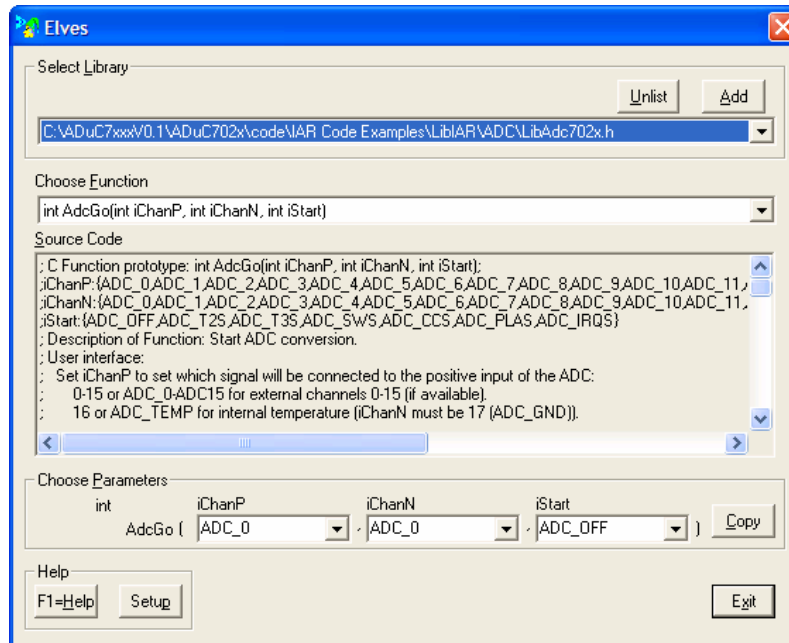 Elves
Select Library
Unlist Add
C:\ADuC7xxxV0.1\ADuC702x\code\IAR Code Examples\LibIAR\ADC\LibAdc702x.h
Choose Function
int AdcGo(int iChanP, int iChanN, int iStart)
Source Code
; C Function prototype: int AdcGo(int iChanP, int iChanN, int iStart);
;iChanP:{ADC_0,ADC_1,ADC_2,ADC_3,ADC_4,ADC_5,ADC_6,ADC_7,ADC_8,ADC_9,ADC_10,ADC_11,
;iChanN:{ADC_0,ADC_1,ADC_2,ADC_3,ADC_4,ADC_5,ADC_6,ADC_7,ADC_8,ADC_9,ADC_10,ADC_11,
;iStart:{ADC_OFF,ADC_T2S,ADC_T3S,ADC_SWS,ADC_CCS,ADC_PLAS,ADC_IRQS}
; Description of Function: Start ADC conversion.
; User interface:
; Set iChanP to set which signal will be connected to the positive input of the ADC:
; 0-15 or ADC_0-ADC15 for external channels 0-15 (if available).
; 16 or ADC_TEMP for internal temperature (iChanN must be 17 (ADC_GND)).
Choose Parameters
int iChanP iChanN iStart
AdcGo ( ADC_0 , ADC_0 , ADC_OFF ) Copy
Help
F1=Help Setup Exit